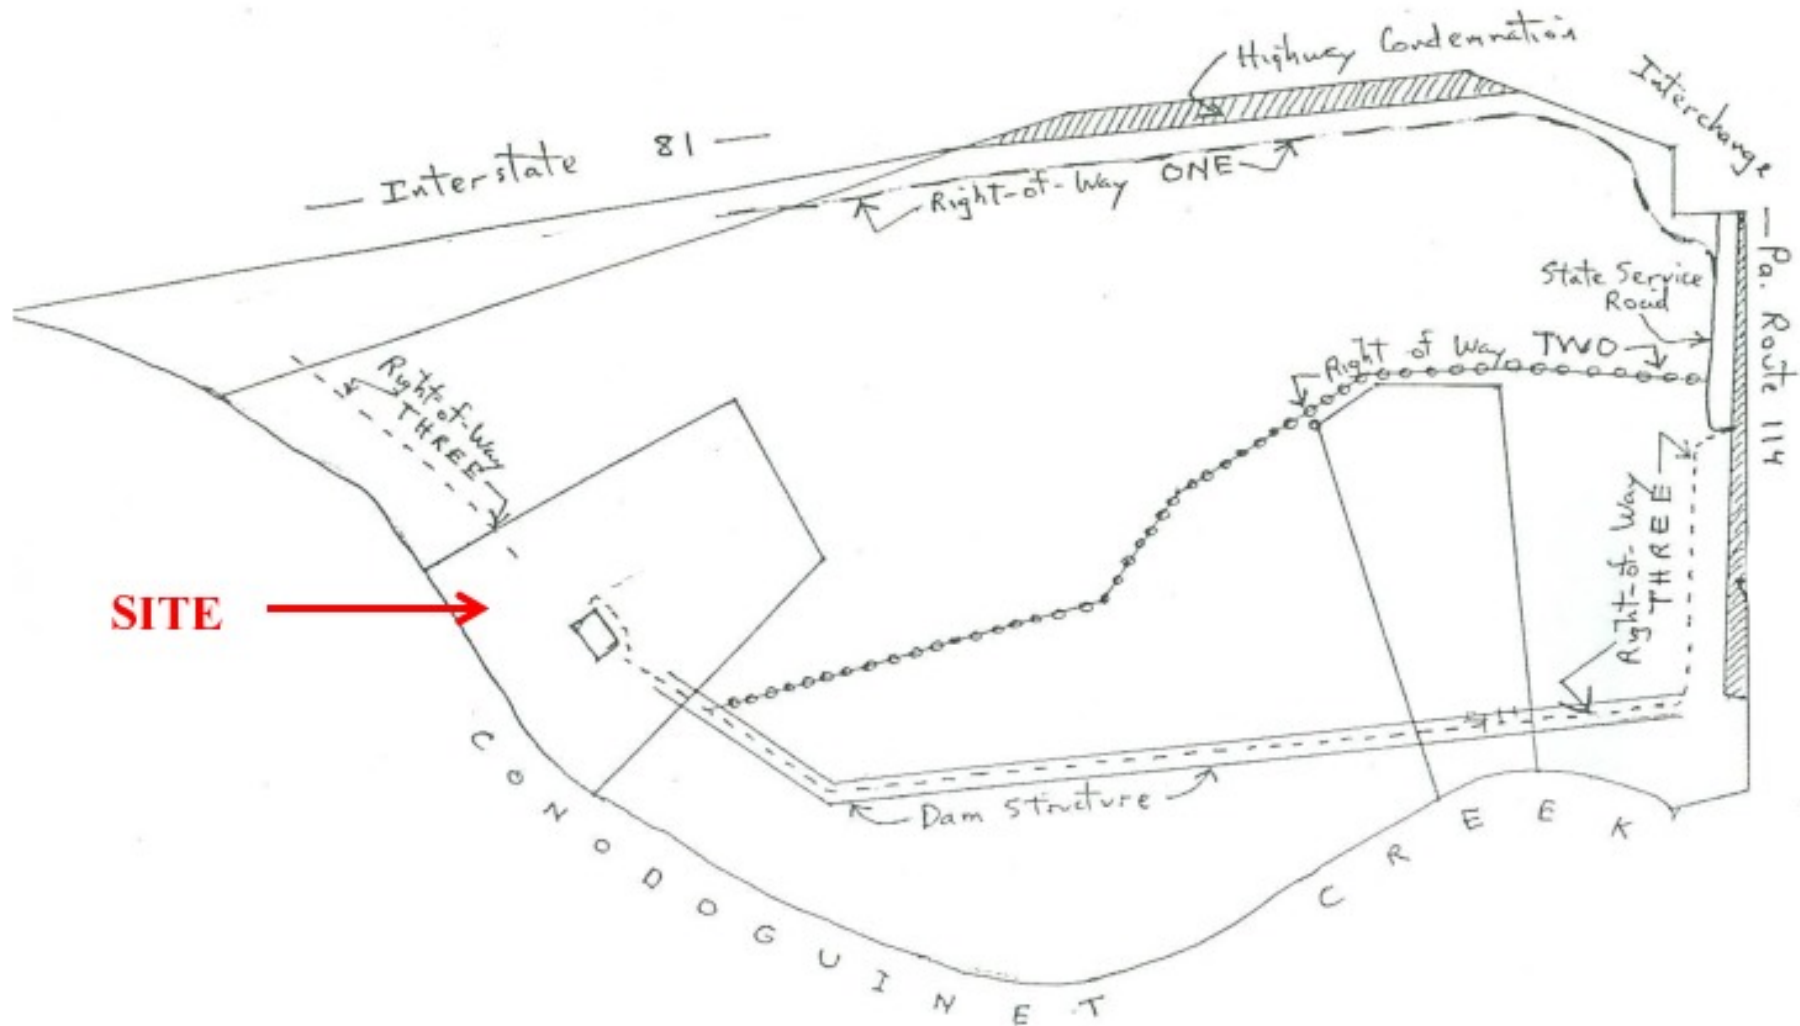 Highway Condemnation
Interchange
— Interstate 81 —
Right-of-Way ONE
— Pa. Route 114
State Service
Road
Right of Way TWO
Right-of-Way
THREE
Right-of-Way
THREE
SITE
Dam Structure
CONODOGUINET CREEK